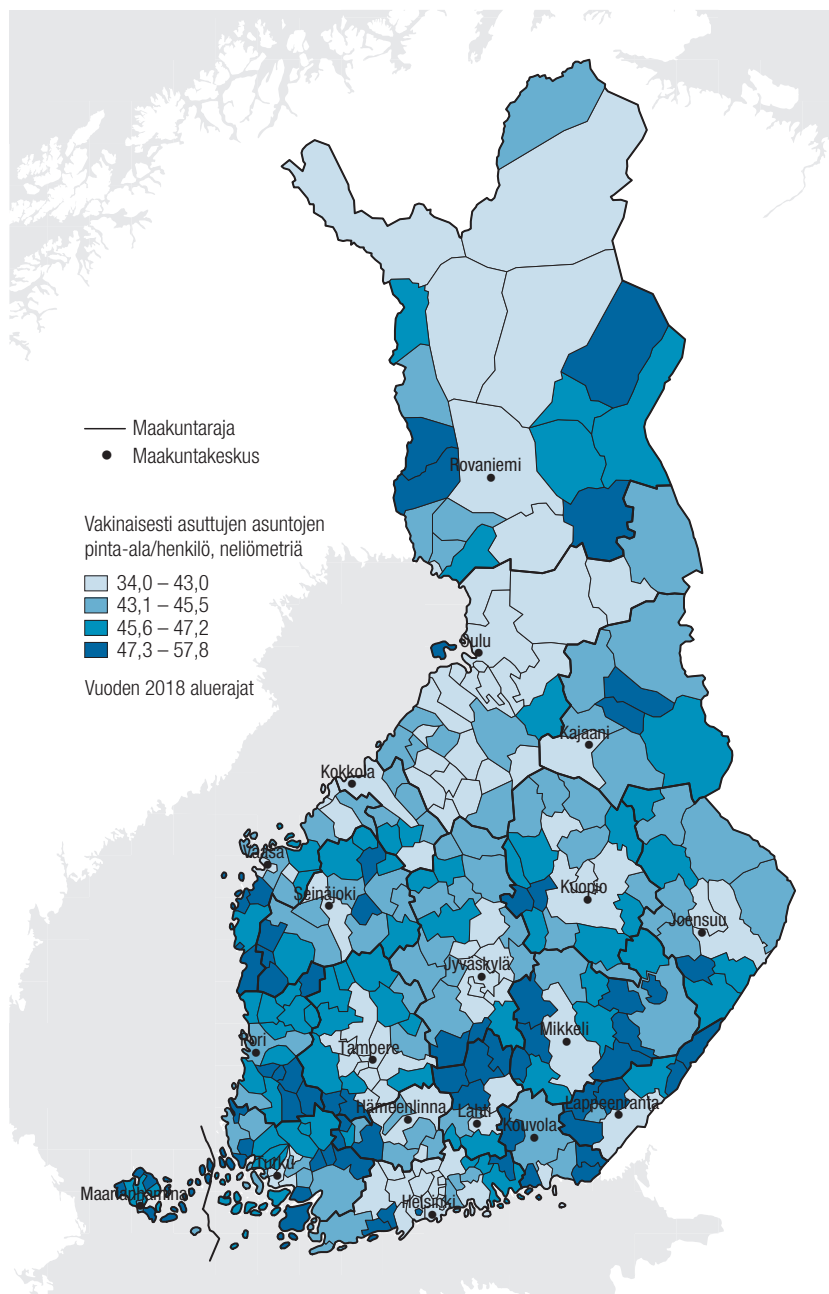 Maakuntaraja
Maakuntakeskus
Rovaniemi
Vakinaisesti asuttujen asuntojen
pinta-ala/henkilö, neliömetriä
34,0 – 43,0
43,1 – 45,5
45,6 – 47,2
47,3 – 57,8
Vuoden 2018 aluerajat
Oulu
Kajaani
Kokkola
Vaasa
Seinäjoki
Kuopio
Joensuu
Jyväskylä
Mikkeli
Pori
Tampere
Hämeenlinna
Lahti
Lappeenranta
Kouvola
Turku
Maarianhamina
Helsinki